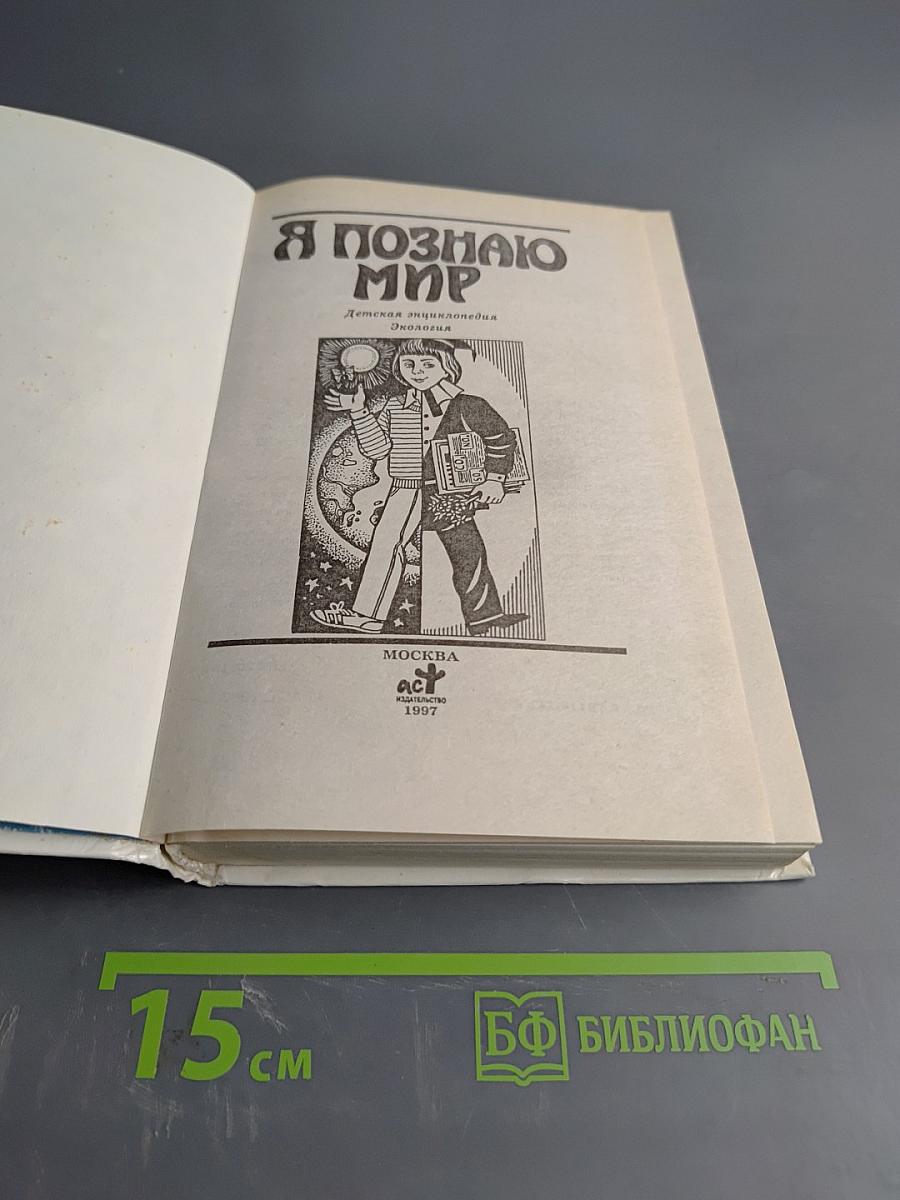 Я ПОЗНАЮ
МИР
Детская энциклопедия
Экология
МОСКВА
аст
ИЗДАТЕЛЬСТВО
1997
15 см
БФ БИБЛИОФАН